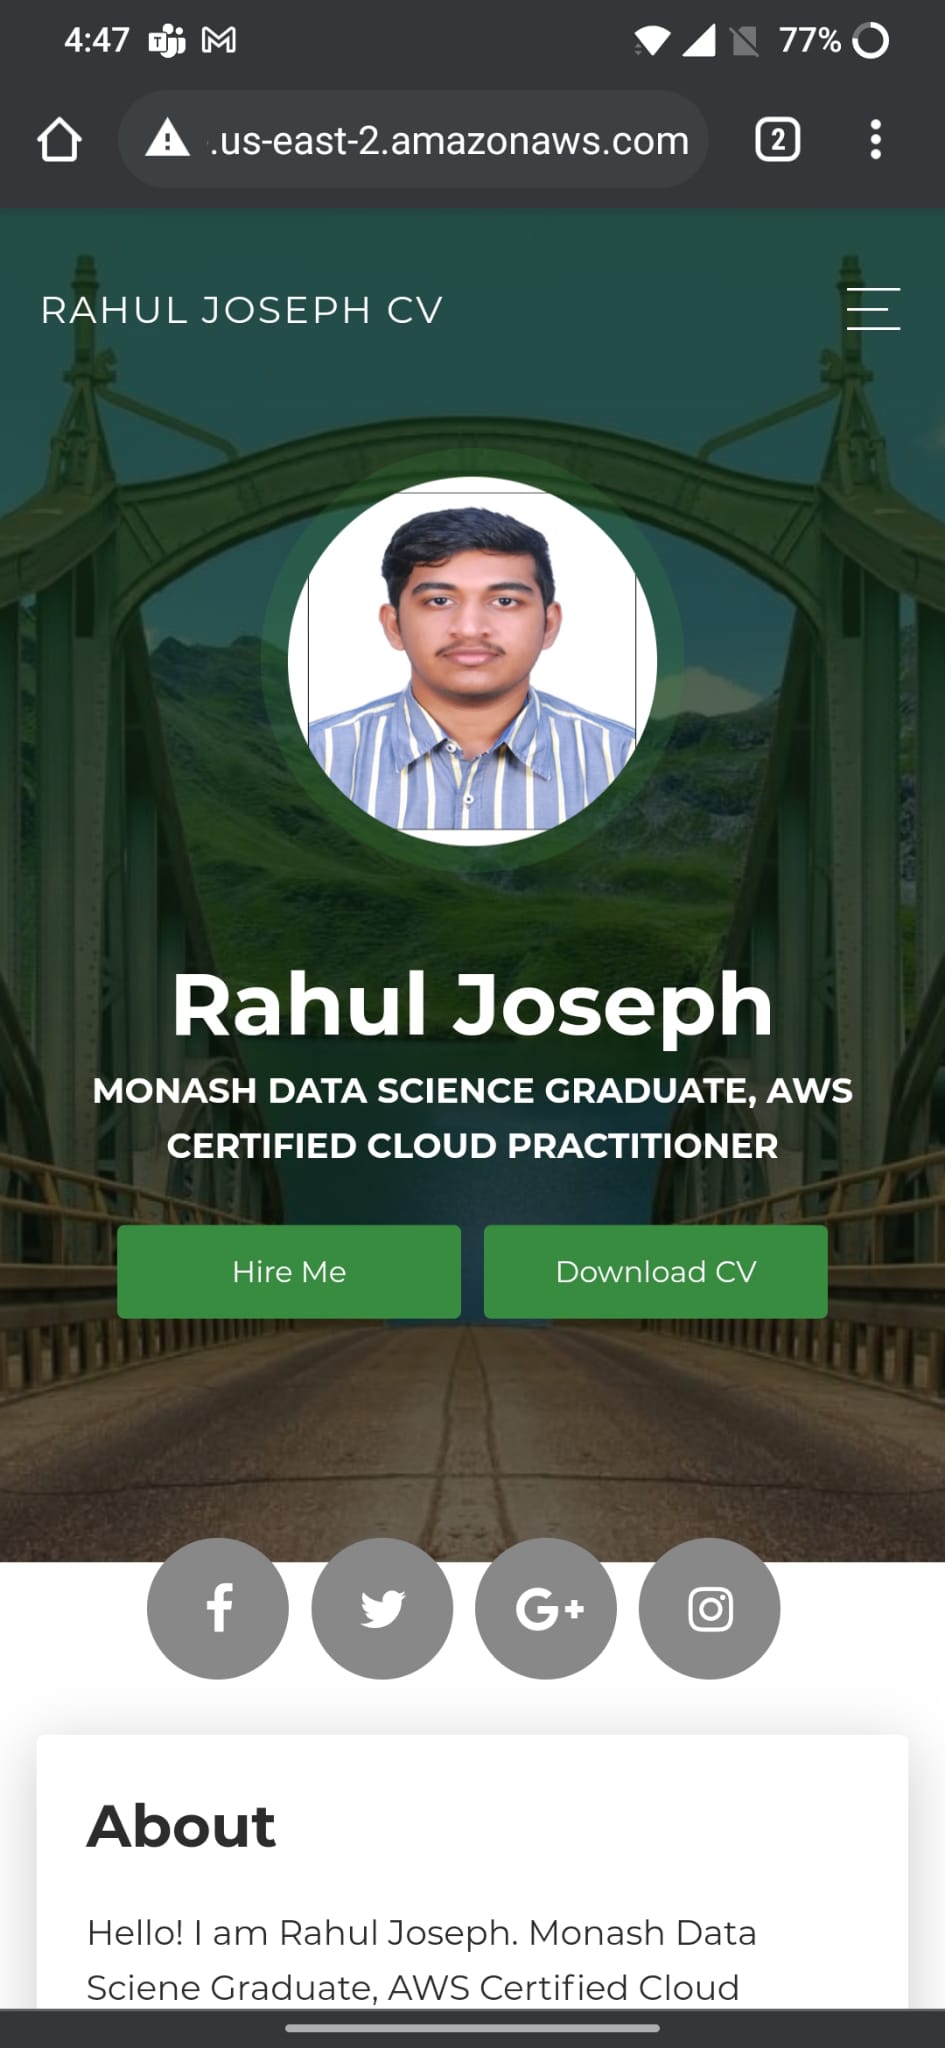 4:47
77%
.us-east-2.amazonaws.com
2
RAHUL JOSEPH CV
Rahul Joseph
MONASH DATA SCIENCE GRADUATE, AWS
CERTIFIED CLOUD PRACTITIONER
Hire Me
Download CV
About
Hello! I am Rahul Joseph. Monash Data
Sciene Graduate, AWS Certified Cloud